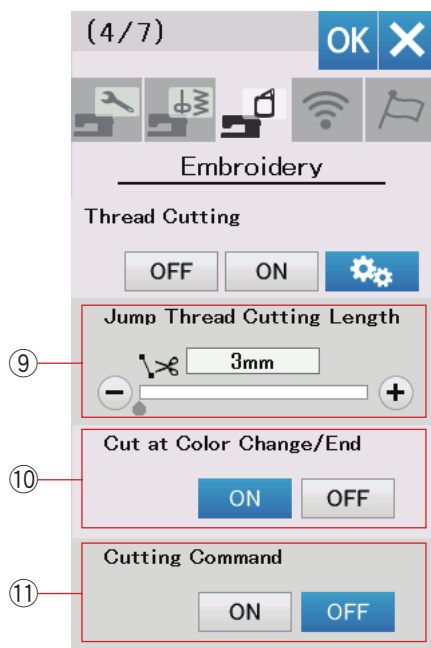 (4/7)
OK
Embroidery
Thread Cutting
OFF ON
Jump Thread Cutting Length
⑨
3mm
− +
Cut at Color Change/End
⑩
ON OFF
Cutting Command
⑪
ON OFF